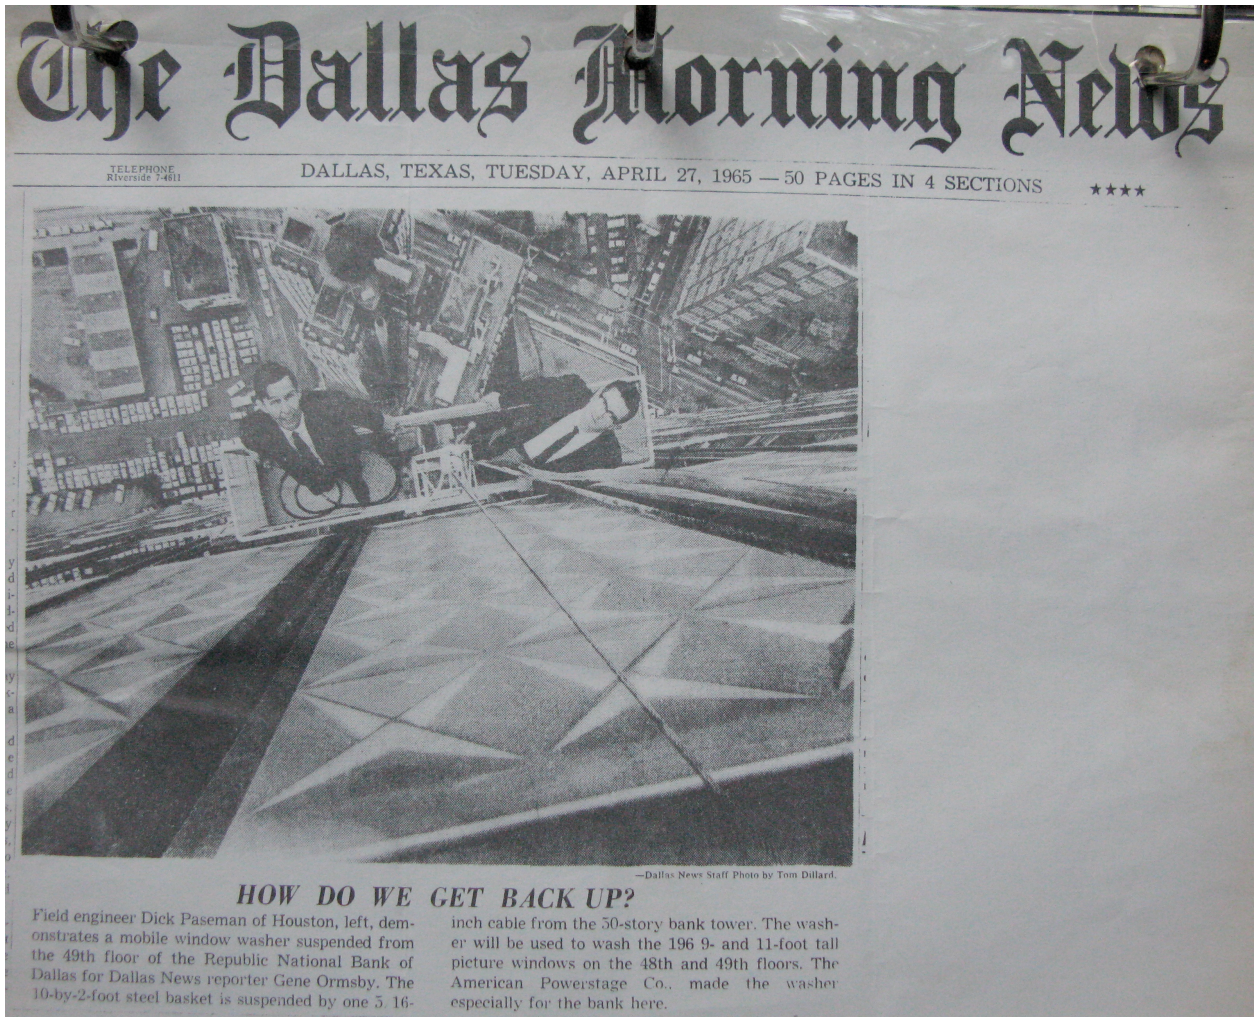 The Dallas Morning News
TELEPHONE
RIverside 7-4611
DALLAS, TEXAS, TUESDAY, APRIL 27, 1965 — 50 PAGES IN 4 SECTIONS
★★★★
—Dallas News Staff Photo by Tom Dillard.
HOW DO WE GET BACK UP?
Field engineer Dick Paseman of Houston, left, dem-
onstrates a mobile window washer suspended from
the 49th floor of the Republic National Bank of
Dallas for Dallas News reporter Gene Ormsby. The
10-by-2-foot steel basket is suspended by one 3/16-
inch cable from the 50-story bank tower. The wash-
er will be used to wash the 196 9- and 11-foot tall
picture windows on the 48th and 49th floors. The
American Powerstage Co., made the washer
especially for the bank here.